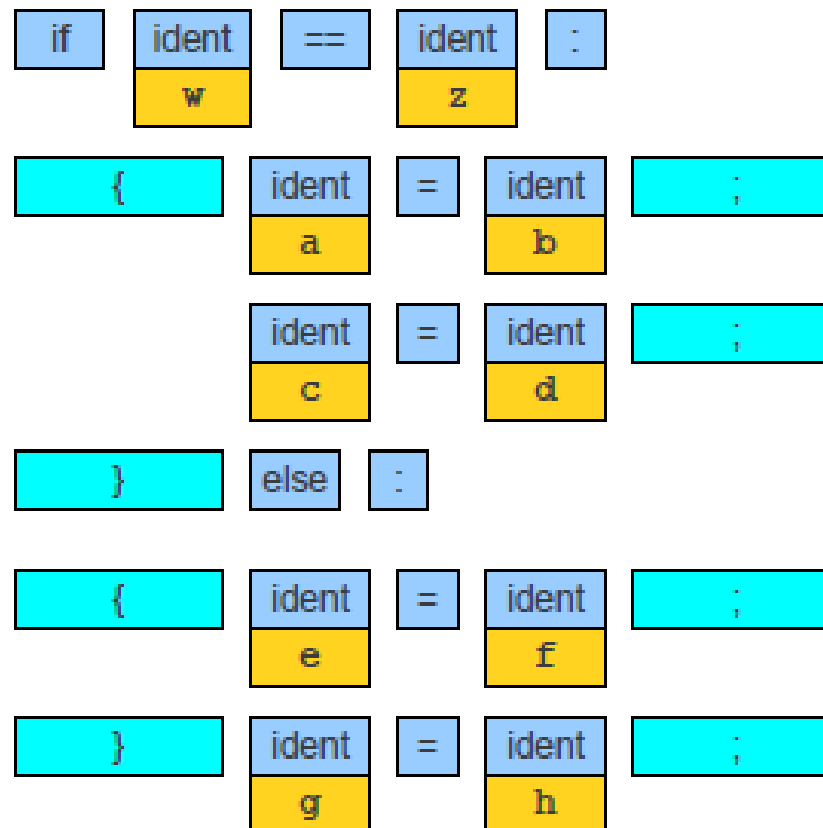 if ident == ident :
w z
{ ident = ident ;
a b
ident = ident ;
c d
} else :
{ ident = ident ;
e f
} ident = ident ;
g h